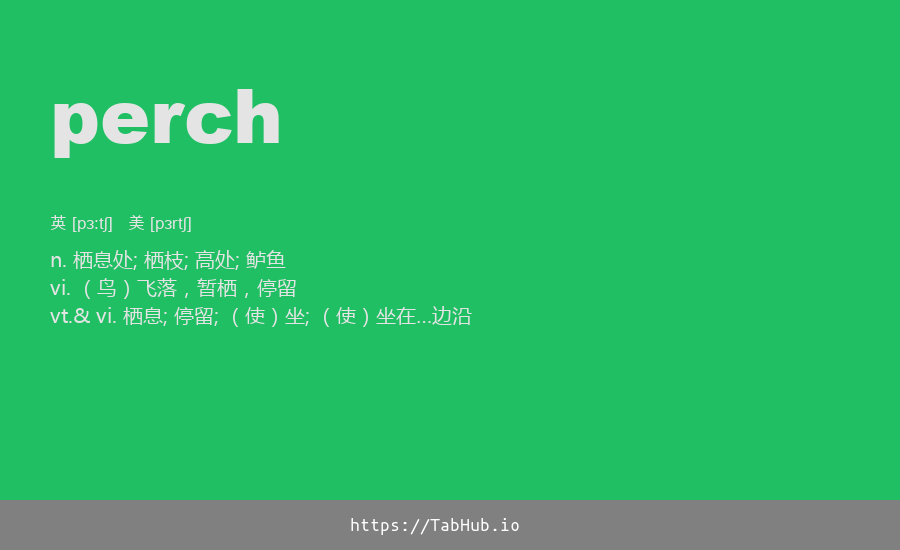 perch
英 [pɜːtʃ] 美 [pɜrtʃ]
n. 栖息处; 栖枝; 高处; 鲈鱼
vi. （鸟）飞落，暂栖，停留
vt.& vi. 栖息; 停留; （使）坐; （使）坐在…边沿
https://TabHub.io